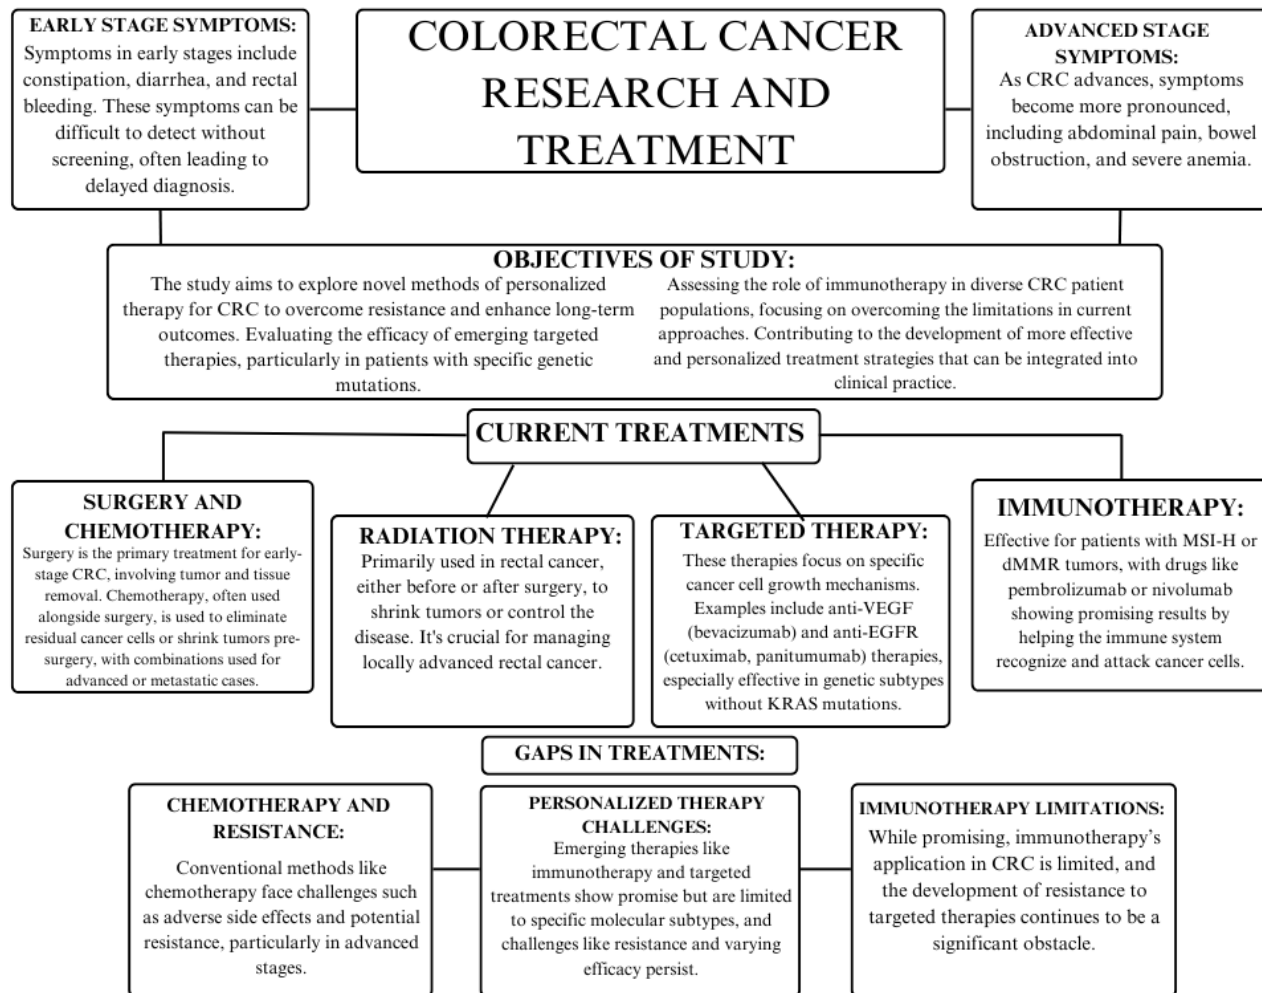 EARLY STAGE SYMPTOMS:
Symptoms in early stages include
constipation, diarrhea, and rectal
bleeding. These symptoms can be
difficult to detect without
screening, often leading to
delayed diagnosis.
COLORECTAL CANCER
RESEARCH AND
TREATMENT
ADVANCED STAGE
SYMPTOMS:
As CRC advances, symptoms
become more pronounced,
including abdominal pain, bowel
obstruction, and severe anemia.
OBJECTIVES OF STUDY:
The study aims to explore novel methods of personalized
therapy for CRC to overcome resistance and enhance long-term
outcomes. Evaluating the efficacy of emerging targeted
therapies, particularly in patients with specific genetic
mutations.
Assessing the role of immunotherapy in diverse CRC patient
populations, focusing on overcoming the limitations in current
approaches. Contributing to the development of more effective
and personalized treatment strategies that can be integrated into
clinical practice.
CURRENT TREATMENTS
SURGERY AND
CHEMOTHERAPY:
Surgery is the primary treatment for early-
stage CRC, involving tumor and tissue
removal. Chemotherapy, often used
alongside surgery, is used to eliminate
residual cancer cells or shrink tumors pre-
surgery, with combinations used for
advanced or metastatic cases.
RADIATION THERAPY:
Primarily used in rectal cancer,
either before or after surgery, to
shrink tumors or control the
disease. It's crucial for managing
locally advanced rectal cancer.
TARGETED THERAPY:
These therapies focus on specific
cancer cell growth mechanisms.
Examples include anti-VEGF
(bevacizumab) and anti-EGFR
(cetuximab, panitumumab) therapies,
especially effective in genetic subtypes
without KRAS mutations.
IMMUNOTHERAPY:
Effective for patients with MSI-H or
dMMR tumors, with drugs like
pembrolizumab or nivolumab
showing promising results by
helping the immune system
recognize and attack cancer cells.
GAPS IN TREATMENTS:
CHEMOTHERAPY AND
RESISTANCE:
Conventional methods like
chemotherapy face challenges such
as adverse side effects and potential
resistance, particularly in advanced
stages.
PERSONALIZED THERAPY
CHALLENGES:
Emerging therapies like
immunotherapy and targeted
treatments show promise but are limited
to specific molecular subtypes, and
challenges like resistance and varying
efficacy persist.
IMMUNOTHERAPY LIMITATIONS:
While promising, immunotherapy's
application in CRC is limited, and
the development of resistance to
targeted therapies continues to be a
significant obstacle.